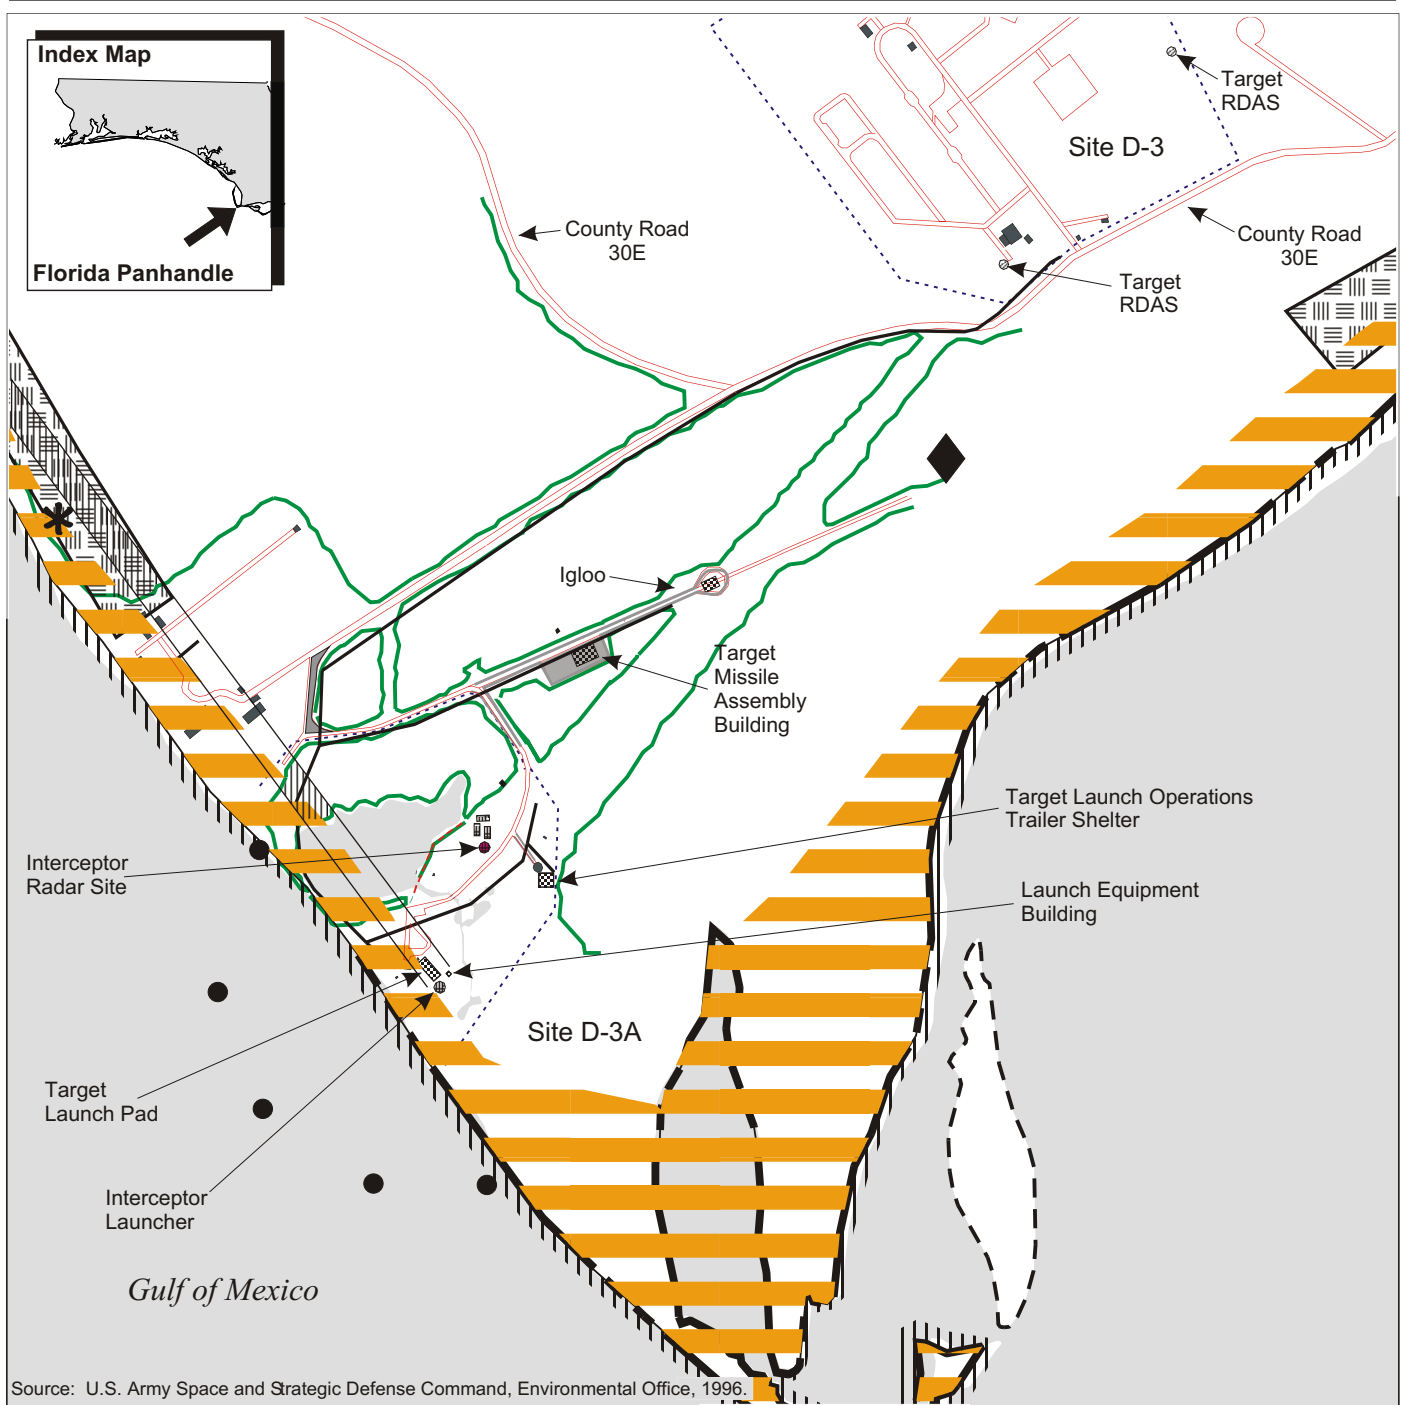 Index Map
Florida Panhandle
Target
RDAS
Site D-3
County Road
30E
County Road
30E
Target
RDAS
Igloo
Target
Missile
Assembly
Building
Target Launch Operations
Trailer Shelter
Interceptor
Radar Site
Launch Equipment
Building
Site D-3A
Target
Launch Pad
Interceptor
Launcher
Gulf of Mexico
Source: U.S. Army Space and Strategic Defense Command, Environmental Office, 1996.